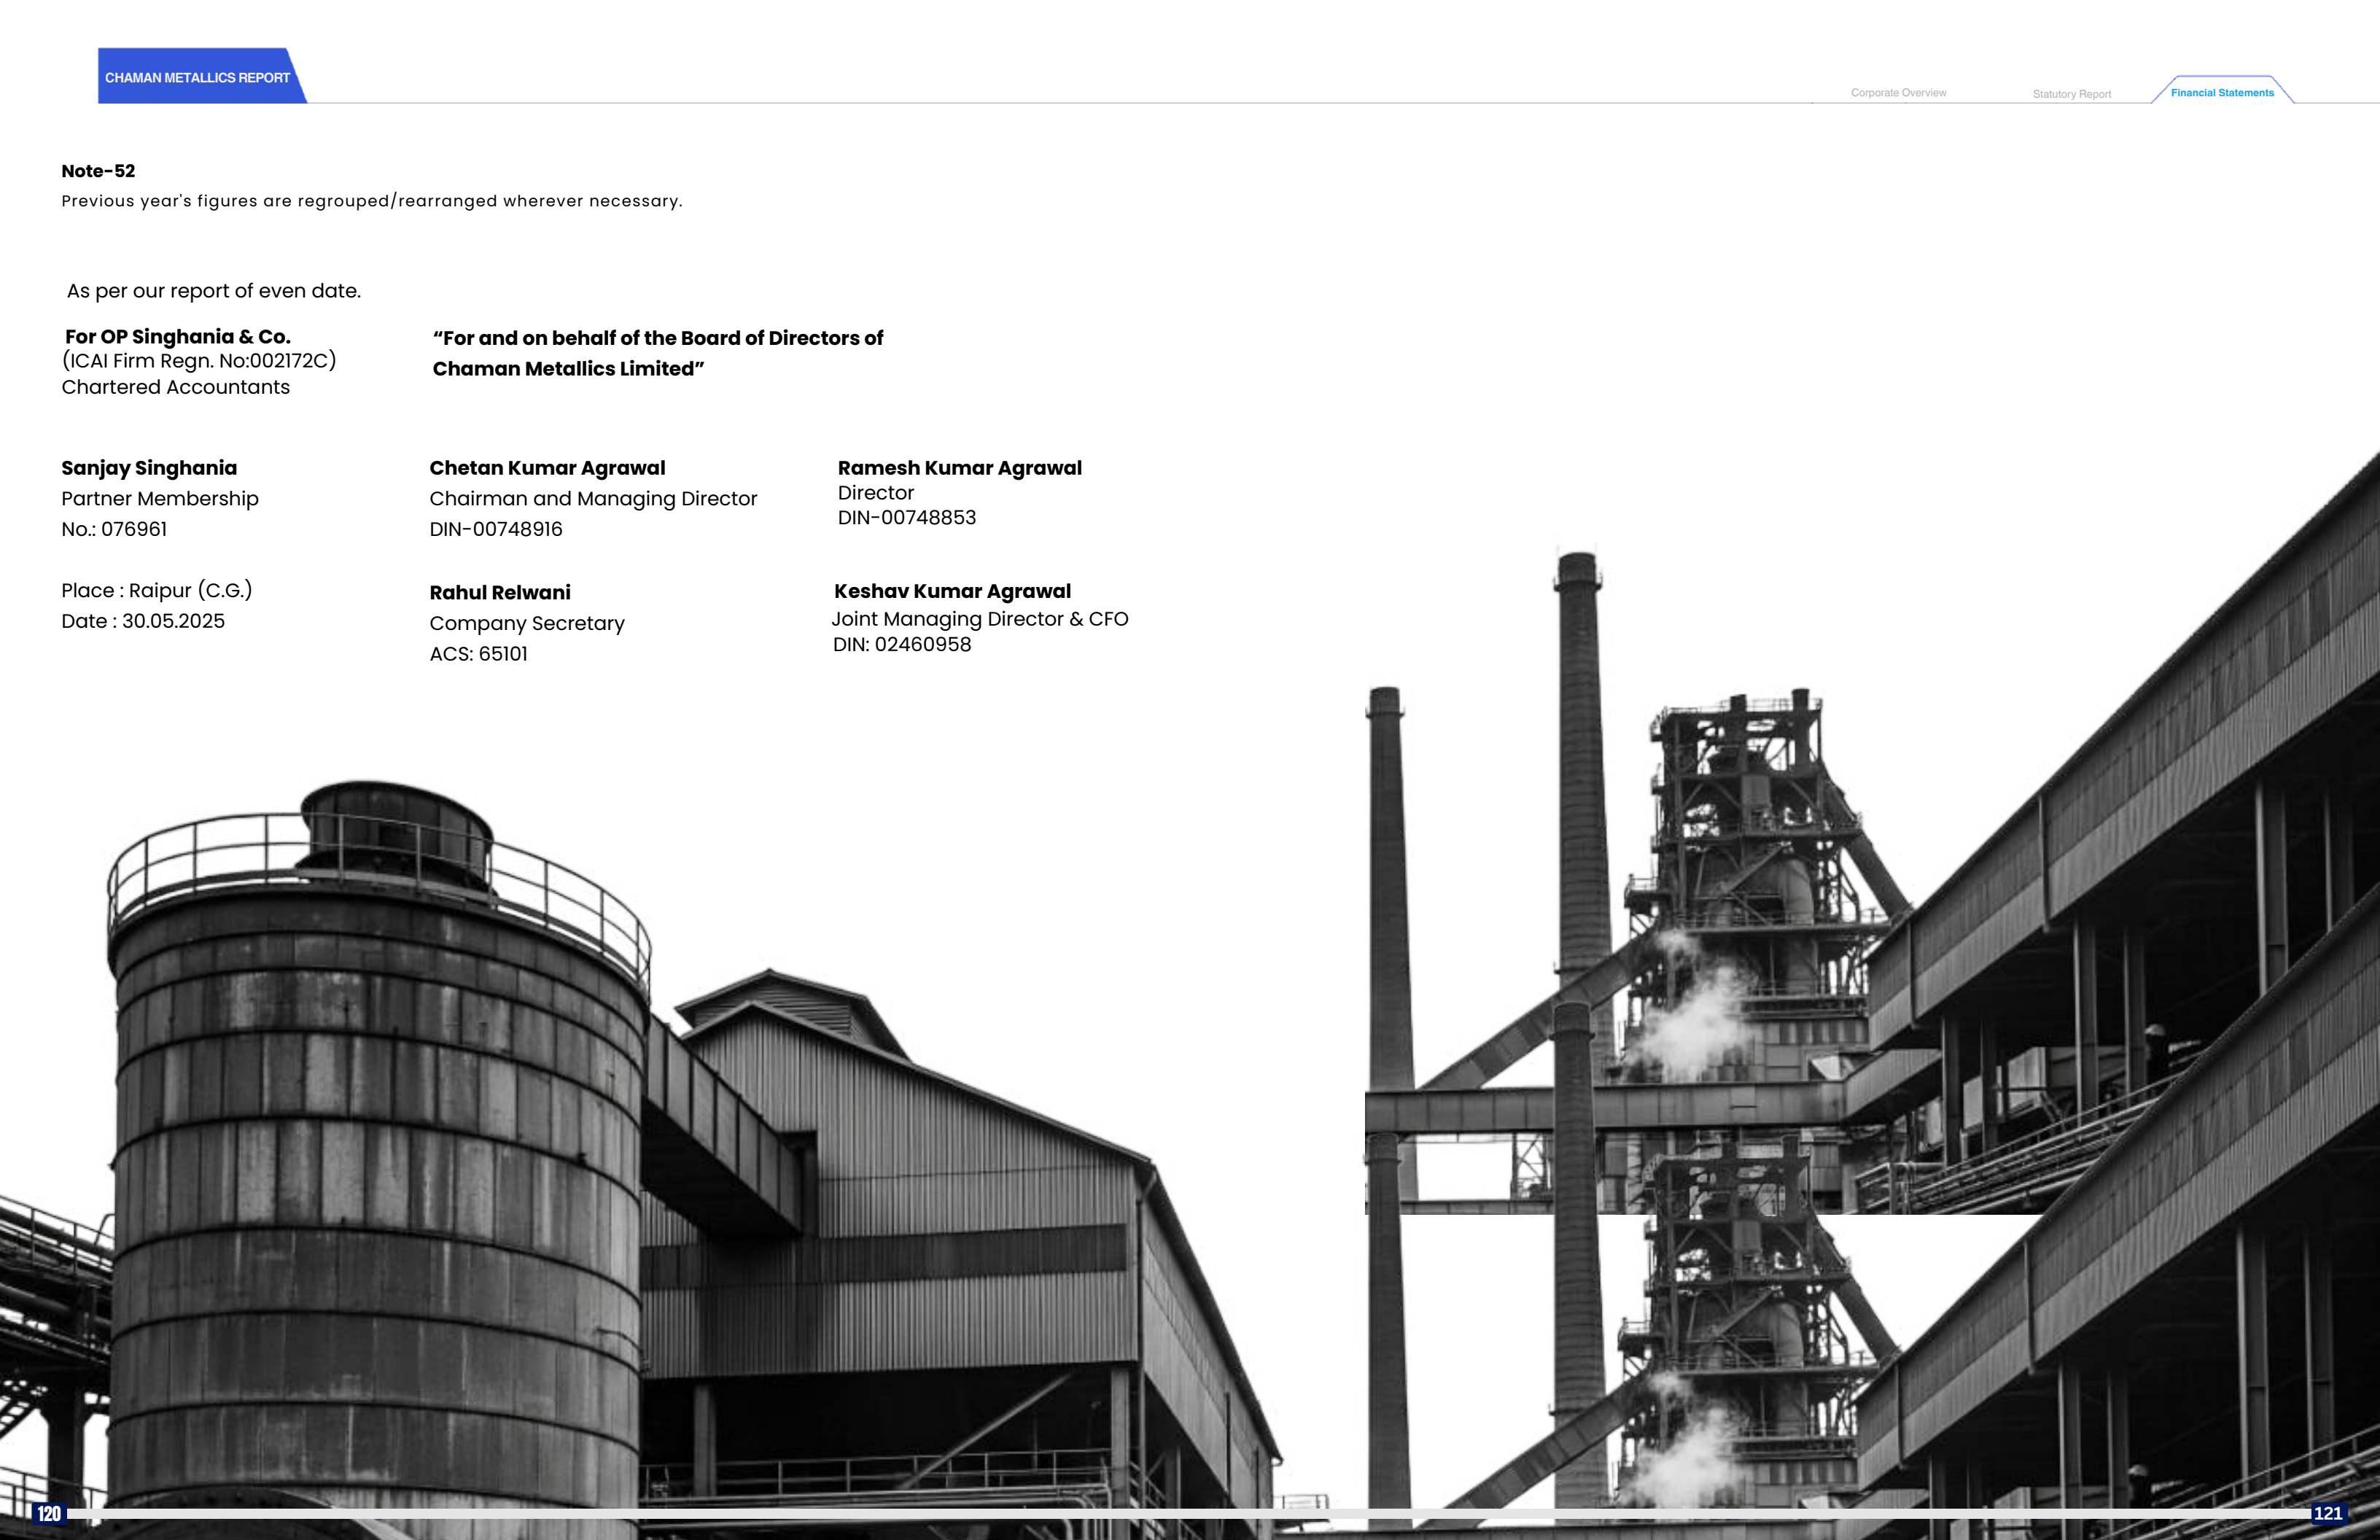 CHAMAN METALLICS REPORT
Corporate Overview
Statutory Report
Financial Statements
Note-52
Previous year's figures are regrouped/rearranged wherever necessary.
As per our report of even date.
For OP Singhania & Co.
(ICAI Firm Regn. No:002172C)
Chartered Accountants
“For and on behalf of the Board of Directors of
Chaman Metallics Limited”
Sanjay Singhania
Partner Membership
No.: 076961
Chetan Kumar Agrawal
Chairman and Managing Director
DIN-00748916
Ramesh Kumar Agrawal
Director
DIN-00748853
Place : Raipur (C.G.)
Date : 30.05.2025
Rahul Relwani
Company Secretary
ACS: 65101
Keshav Kumar Agrawal
Joint Managing Director & CFO
DIN: 02460958
120
121